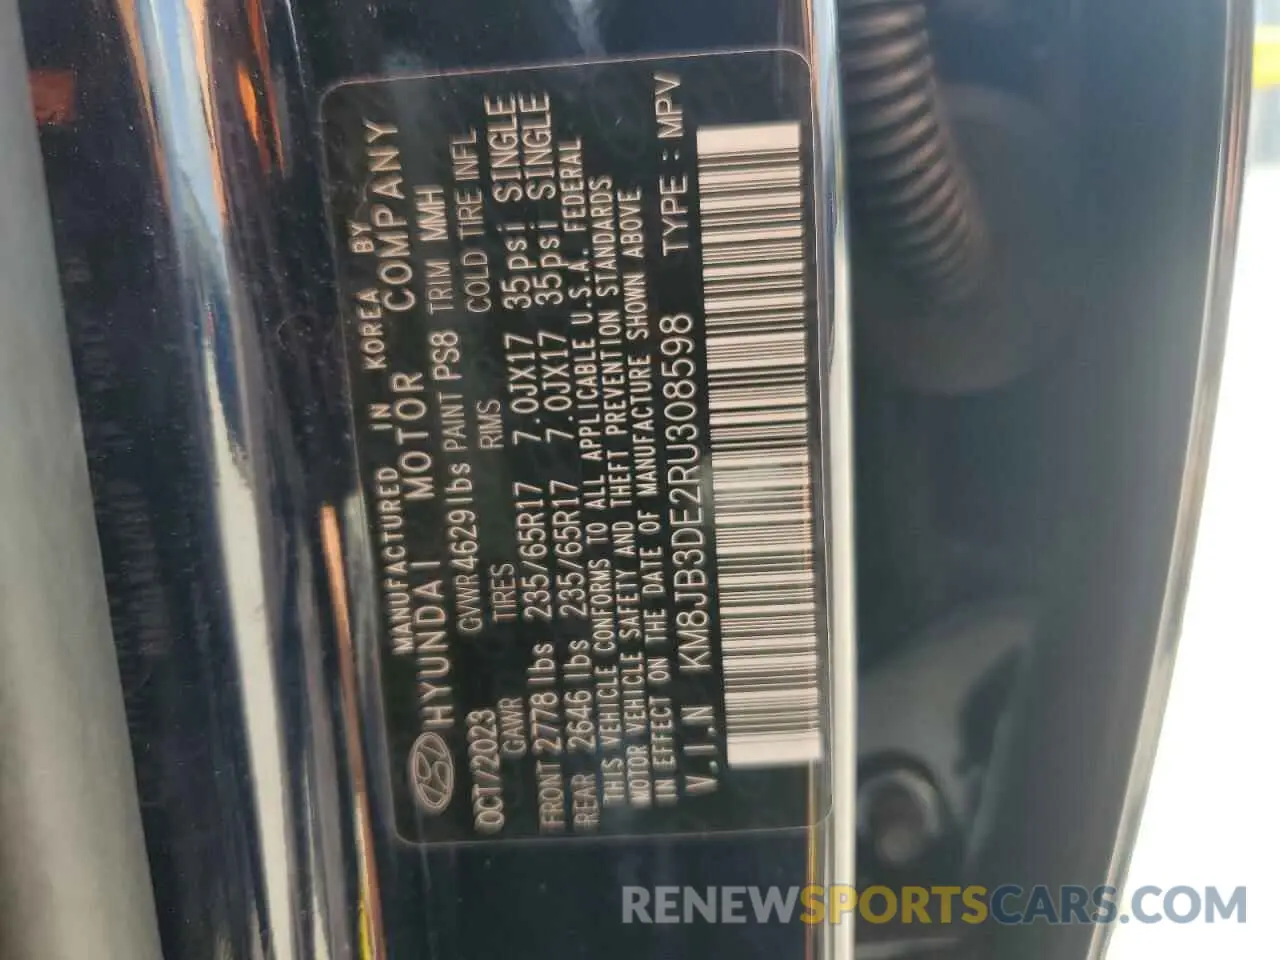 MANUFACTURED IN KOREA BY
HYUNDAI MOTOR COMPANY
OCT/2023 GVWR4629lbs PAINT PS8 TRIM MMH
GAWR TIRES RIMS COLD TIRE INFL
FRONT 2778 lbs 235/65R17 7.0JX17 35psi SINGLE
REAR 2646 lbs 235/65R17 7.0JX17 35psi SINGLE
THIS VEHICLE CONFORMS TO ALL APPLICABLE U.S.A. FEDERAL
MOTOR VEHICLE SAFETY AND THEFT PREVENTION STANDARDS
IN EFFECT ON THE DATE OF MANUFACTURE SHOWN ABOVE
V.I.N KM8JB3DE2RU308598 TYPE : MPV
RENEWSPORTSCARS.COM